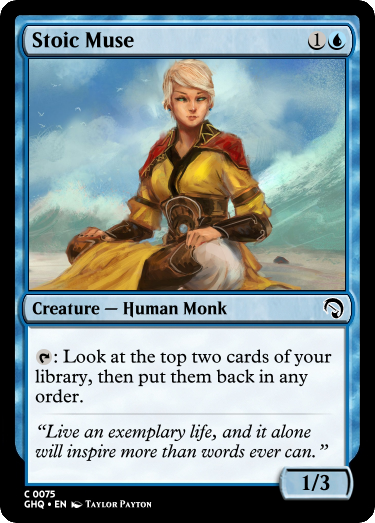 Stoic Muse 1
Creature — Human Monk
: Look at the top two cards of your
library, then put them back in any
order.
“Live an exemplary life, and it alone
will inspire more than words ever can.”
1/3
C 0075
GHQ • EN Taylor Payton